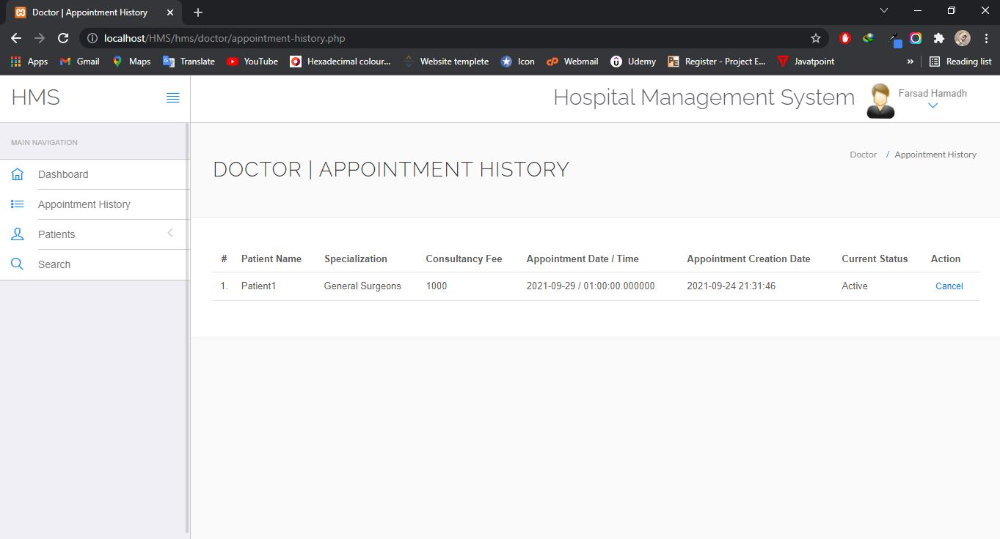 Doctor | Appointment History
localhost/HMS/hms/doctor/appointment-history.php
Apps Gmail Maps Translate YouTube Hexadecimal colour... Website templete Icon Webmail Udemy Register - Project E... Javatpoint » Reading list
HMS
Hospital Management System
Farsad Hamadh
MAIN NAVIGATION
Dashboard
Appointment History
Patients
Search
DOCTOR | APPOINTMENT HISTORY
Doctor / Appointment History
# Patient Name Specialization Consultancy Fee Appointment Date / Time Appointment Creation Date Current Status Action
1. Patient1 General Surgeons 1000 2021-09-29 / 01:00:00.000000 2021-09-24 21:31:46 Active Cancel